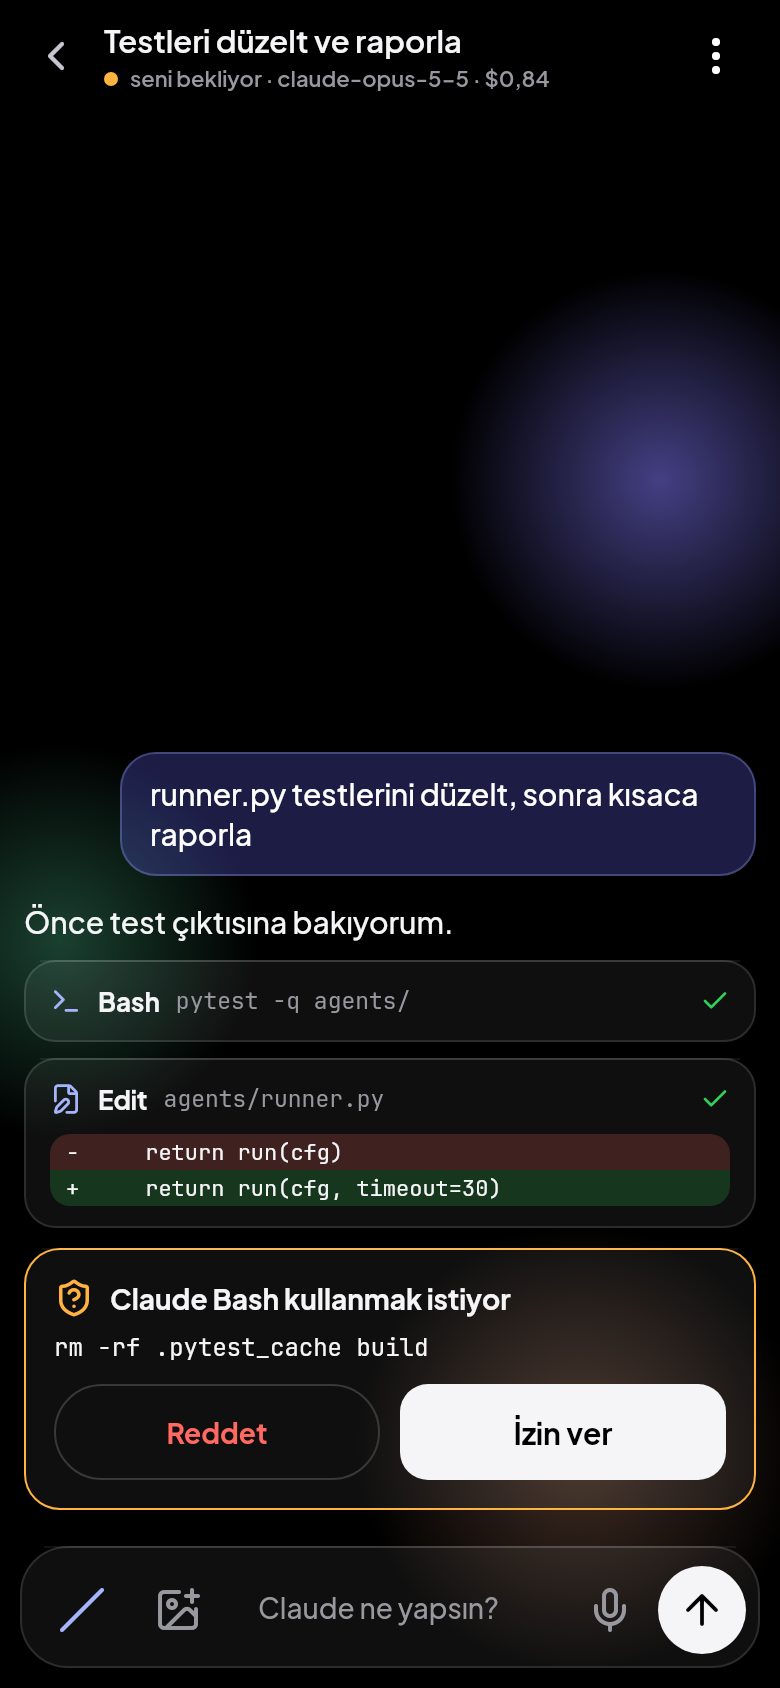 Testleri düzelt ve raporla
seni bekliyor · claude-opus-5-5 · $0,84
runner.py testlerini düzelt, sonra kısaca
raporla
Önce test çıktısına bakıyorum.
Bash pytest -q agents/
Edit agents/runner.py
-     return run(cfg)
+     return run(cfg, timeout=30)
Claude Bash kullanmak istiyor
rm -rf .pytest_cache build
Reddet İzin ver
Claude ne yapsın?